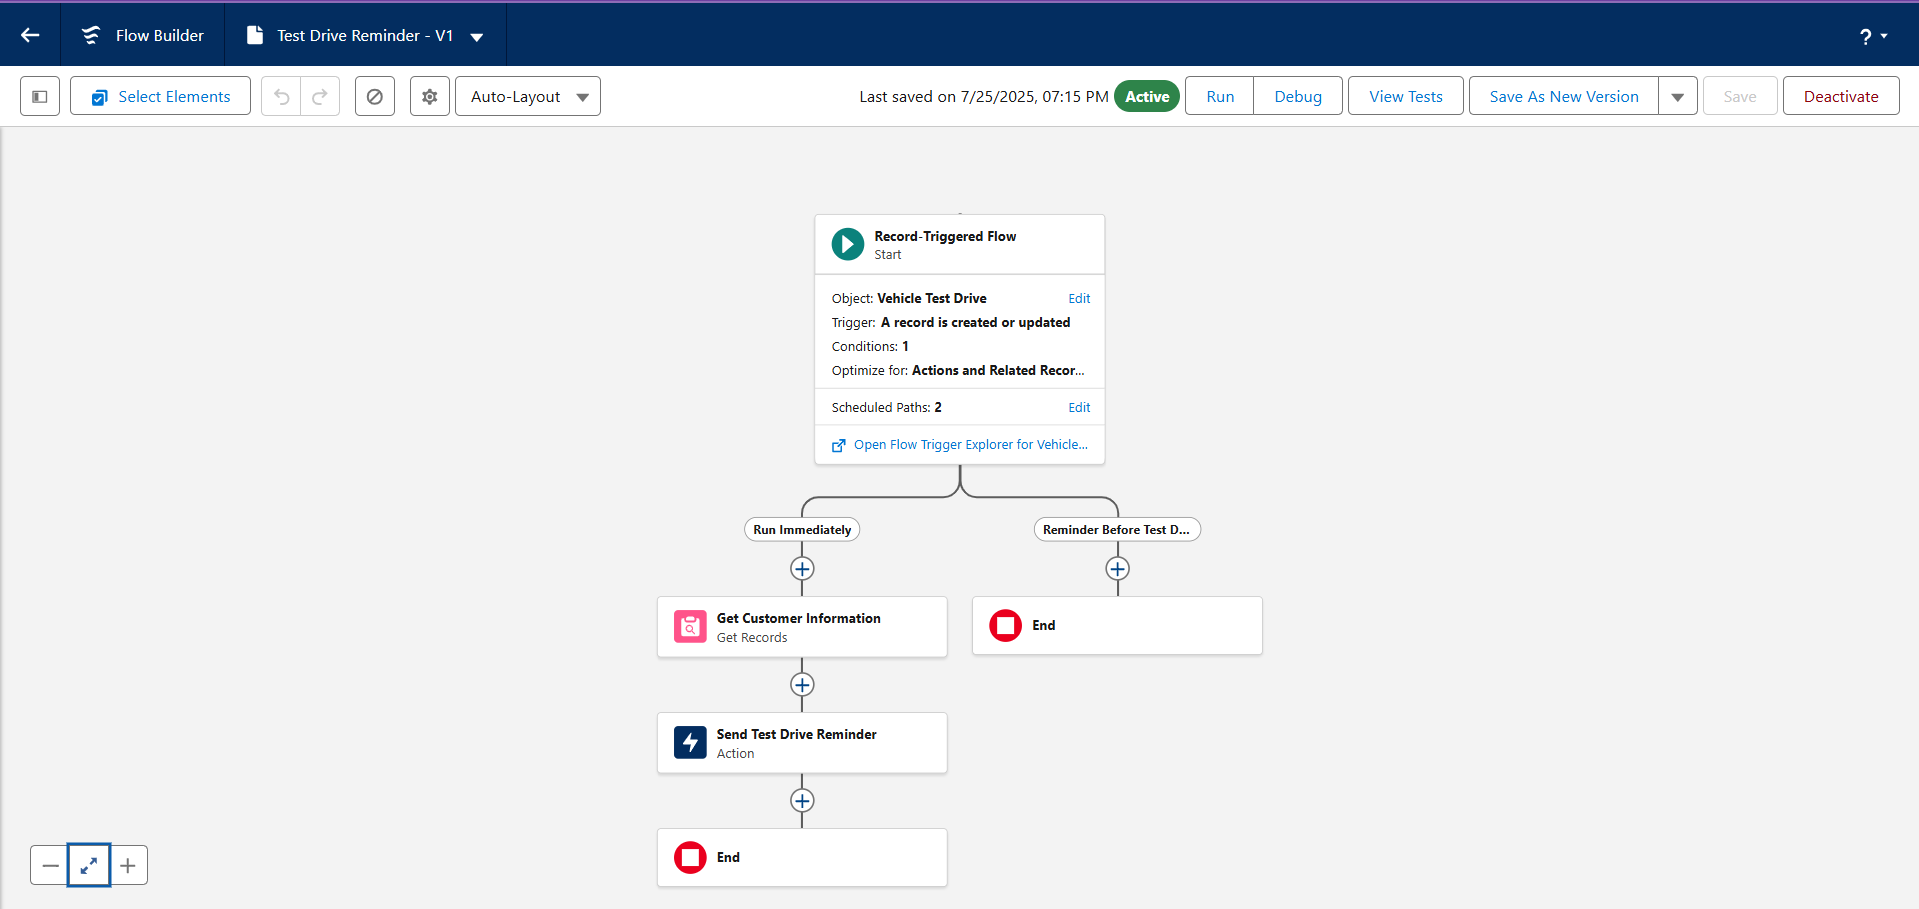 Flow Builder
Test Drive Reminder - V1
?
Select Elements
Auto-Layout
Last saved on 7/25/2025, 07:15 PM
Active
Run
Debug
View Tests
Save As New Version
Save
Deactivate
Record-Triggered Flow
Start
Object: Vehicle Test Drive
Edit
Trigger: A record is created or updated
Conditions: 1
Optimize for: Actions and Related Recor...
Scheduled Paths: 2
Edit
Open Flow Trigger Explorer for Vehicle...
Run Immediately
Reminder Before Test D...
Get Customer Information
Get Records
End
Send Test Drive Reminder
Action
End